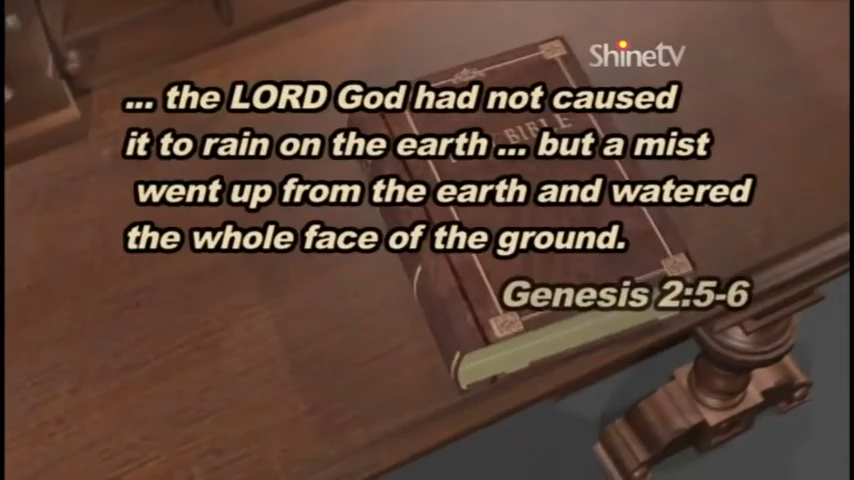 Shinetv
... the LORD God had not caused
it to rain on the earth ... but a mist
went up from the earth and watered
the whole face of the ground.
Genesis 2:5-6
BIBLE